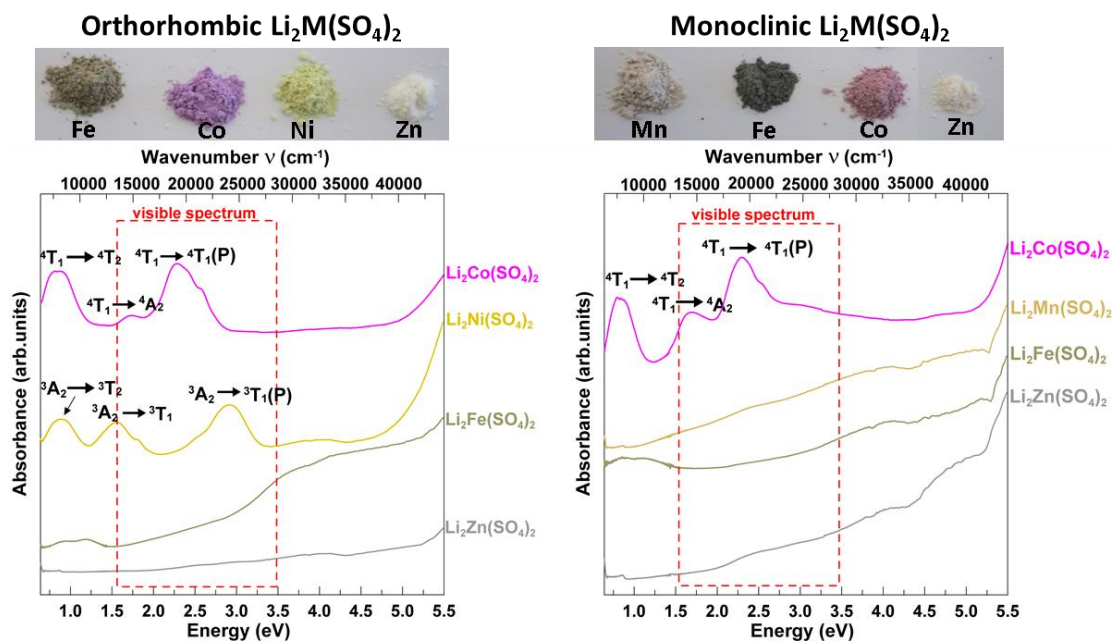 Orthorhombic Li₂M(SO₄)₂
Fe Co Ni Zn
Wavenumber ν (cm⁻¹)
10000 15000 20000 25000 30000 35000 40000
visible spectrum
⁴T₁ → ⁴T₂
⁴T₁ → ⁴T₁(P)
⁴T₁ → ⁴A₂
Li₂Co(SO₄)₂
Li₂Ni(SO₄)₂
³A₂ → ³T₂
³A₂ → ³T₁(P)
³A₂ → ³T₁
Li₂Fe(SO₄)₂
Li₂Zn(SO₄)₂
Absorbance (arb.units)
1.0 1.5 2.0 2.5 3.0 3.5 4.0 4.5 5.0 5.5
Energy (eV)
Monoclinic Li₂M(SO₄)₂
Mn Fe Co Zn
Wavenumber ν (cm⁻¹)
10000 15000 20000 25000 30000 35000 40000
visible spectrum
⁴T₁ → ⁴T₁(P)
⁴T₁ → ⁴T₂
⁴T₁ → ⁴A₂
Li₂Co(SO₄)₂
Li₂Mn(SO₄)₂
Li₂Fe(SO₄)₂
Li₂Zn(SO₄)₂
Absorbance (arb.units)
1.0 1.5 2.0 2.5 3.0 3.5 4.0 4.5 5.0 5.5
Energy (eV)